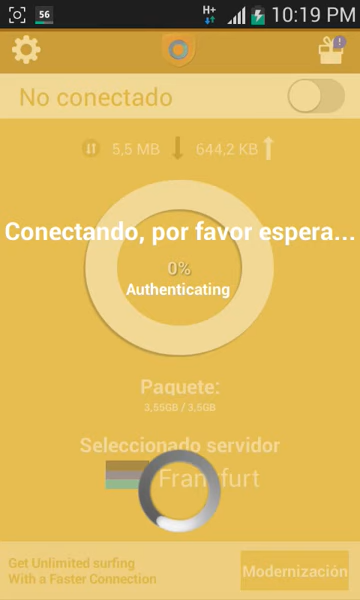 56
H+
10:19 PM
No conectado
5,5 MB
644,2 KB
Conectando, por favor espera...
0%
Authenticating
Paquete:
3,55GB / 3,5GB
Seleccionado servidor
Frankfurt
Get Unlimited surfing
With a Faster Connection
Modernización